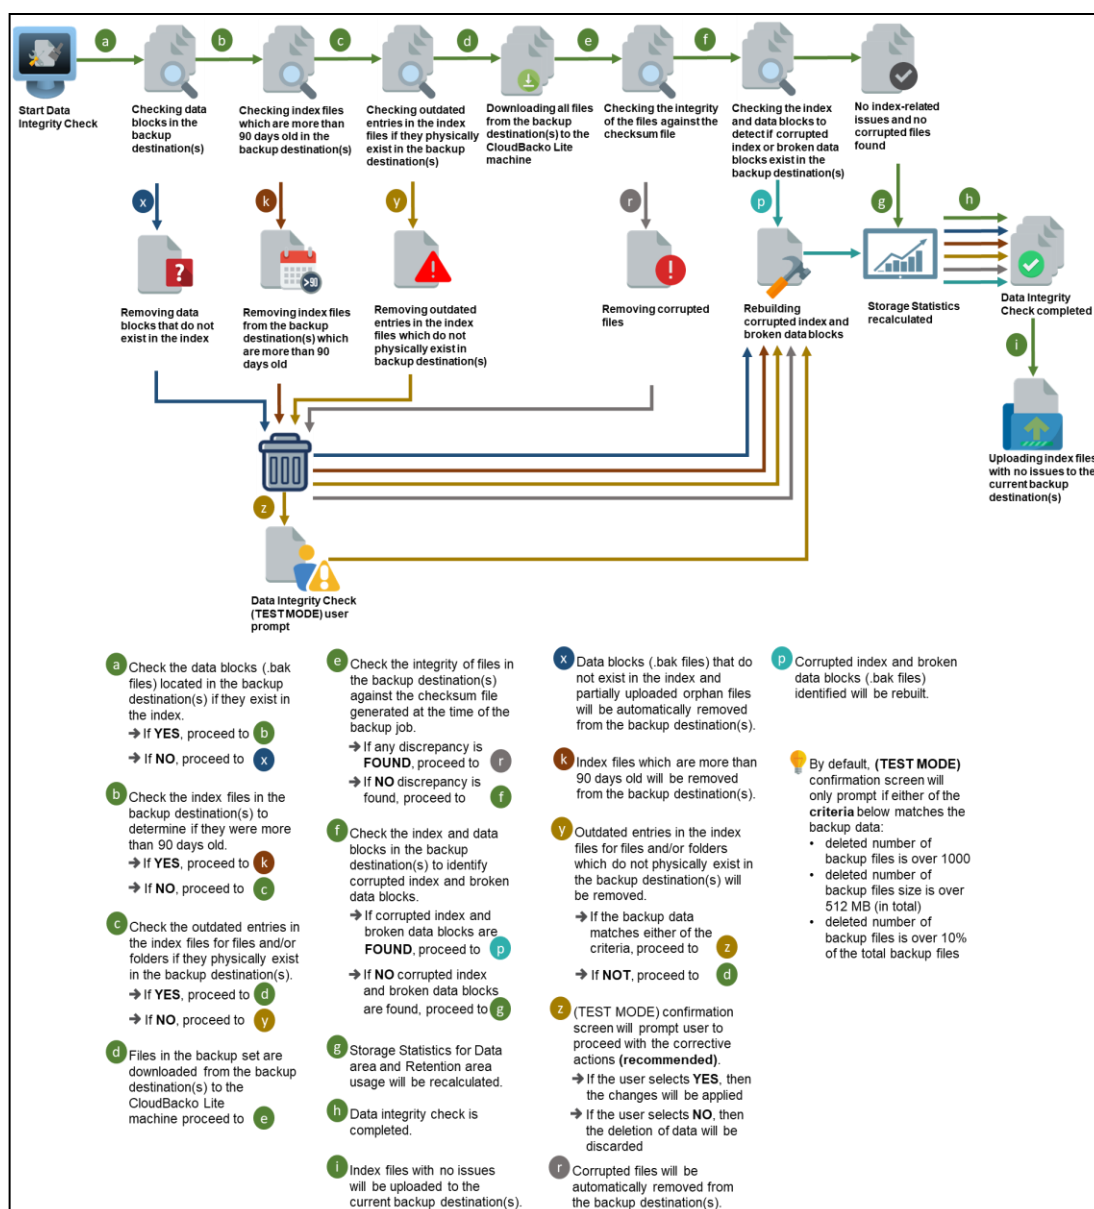 a
b
c
d
e
f
Start Data
Integrity Check
Checking data
blocks in the
backup
destination(s)
Checking index files
which are more than
90 days old in the
backup destination(s)
Checking outdated
entries in the index
files if they physically
exist in the backup
destination(s)
Downloading all files
from the backup
destination(s) to the
CloudBacko Lite
machine
Checking the integrity
of the files against the
checksum file
Checking the index
and data blocks to
detect if corrupted
index or broken data
blocks exist in the
backup destination(s)
No index-related
issues and no
corrupted files
found
x
k
y
r
p
g
h
?
>90
!
!
Removing data
blocks that do not
exist in the index
Removing index files
from the backup
destination(s) which
are more than 90
days old
Removing outdated
entries in the index
files which do not
physically exist in
backup destination(s)
Removing corrupted
files
Rebuilding
corrupted index and
broken data blocks
Storage Statistics
recalculated
Data Integrity
Check completed
i
Uploading index files
with no issues to the
current backup
destination(s)
z
!
Data Integrity Check
(TEST MODE) user
prompt
a Check the data blocks (.bak
files) located in the backup
destination(s) if they exist in
the index.
→ If YES, proceed to b
→ If NO, proceed to x
b Check the index files in the
backup destination(s) to
determine if they were more
than 90 days old.
→ If YES, proceed to k
→ If NO, proceed to c
c Check the outdated entries in
the index files for files and/or
folders if they physically exist
in the backup destination(s).
→ If YES, proceed to d
→ If NO, proceed to y
d Files in the backup set are
downloaded from the backup
destination(s) to the
CloudBacko Lite
machine proceed to e
e Check the integrity of files in
the backup destination(s)
against the checksum file
generated at the time of the
backup job.
→ If any discrepancy is
FOUND, proceed to r
→ If NO discrepancy is
found, proceed to f
f Check the index and data
blocks in the backup
destination(s) to identify
corrupted index and broken
data blocks.
→ If corrupted index and
broken data blocks are
FOUND, proceed to p
→ If NO corrupted index
and broken data blocks
are found, proceed to g
g Storage Statistics for Data
area and Retention area
usage will be recalculated.
h Data integrity check is
completed.
i Index files with no issues
will be uploaded to the
current backup destination(s).
x Data blocks (.bak files) that do
not exist in the index and
partially uploaded orphan files
will be automatically removed
from the backup destination(s).
k Index files which are more than
90 days old will be removed
from the backup destination(s).
y Outdated entries in the index
files for files and/or folders
which do not physically exist in
the backup destination(s) will
be removed.
→ If the backup data
matches either of the
criteria, proceed to z
→ If NOT, proceed to d
z (TEST MODE) confirmation
screen will prompt user to
proceed with the corrective
actions (recommended).
→ If the user selects YES, then
the changes will be applied
→ If the user selects NO, then
the deletion of data will be
discarded
r Corrupted files will be
automatically removed from
the backup destination(s).
p Corrupted index and broken
data blocks (.bak files)
identified will be rebuilt.
By default, (TEST MODE)
confirmation screen will
only prompt if either of the
criteria below matches the
backup data:
• deleted number of
backup files is over 1000
• deleted number of
backup files size is over
512 MB (in total)
• deleted number of
backup files is over 10%
of the total backup files